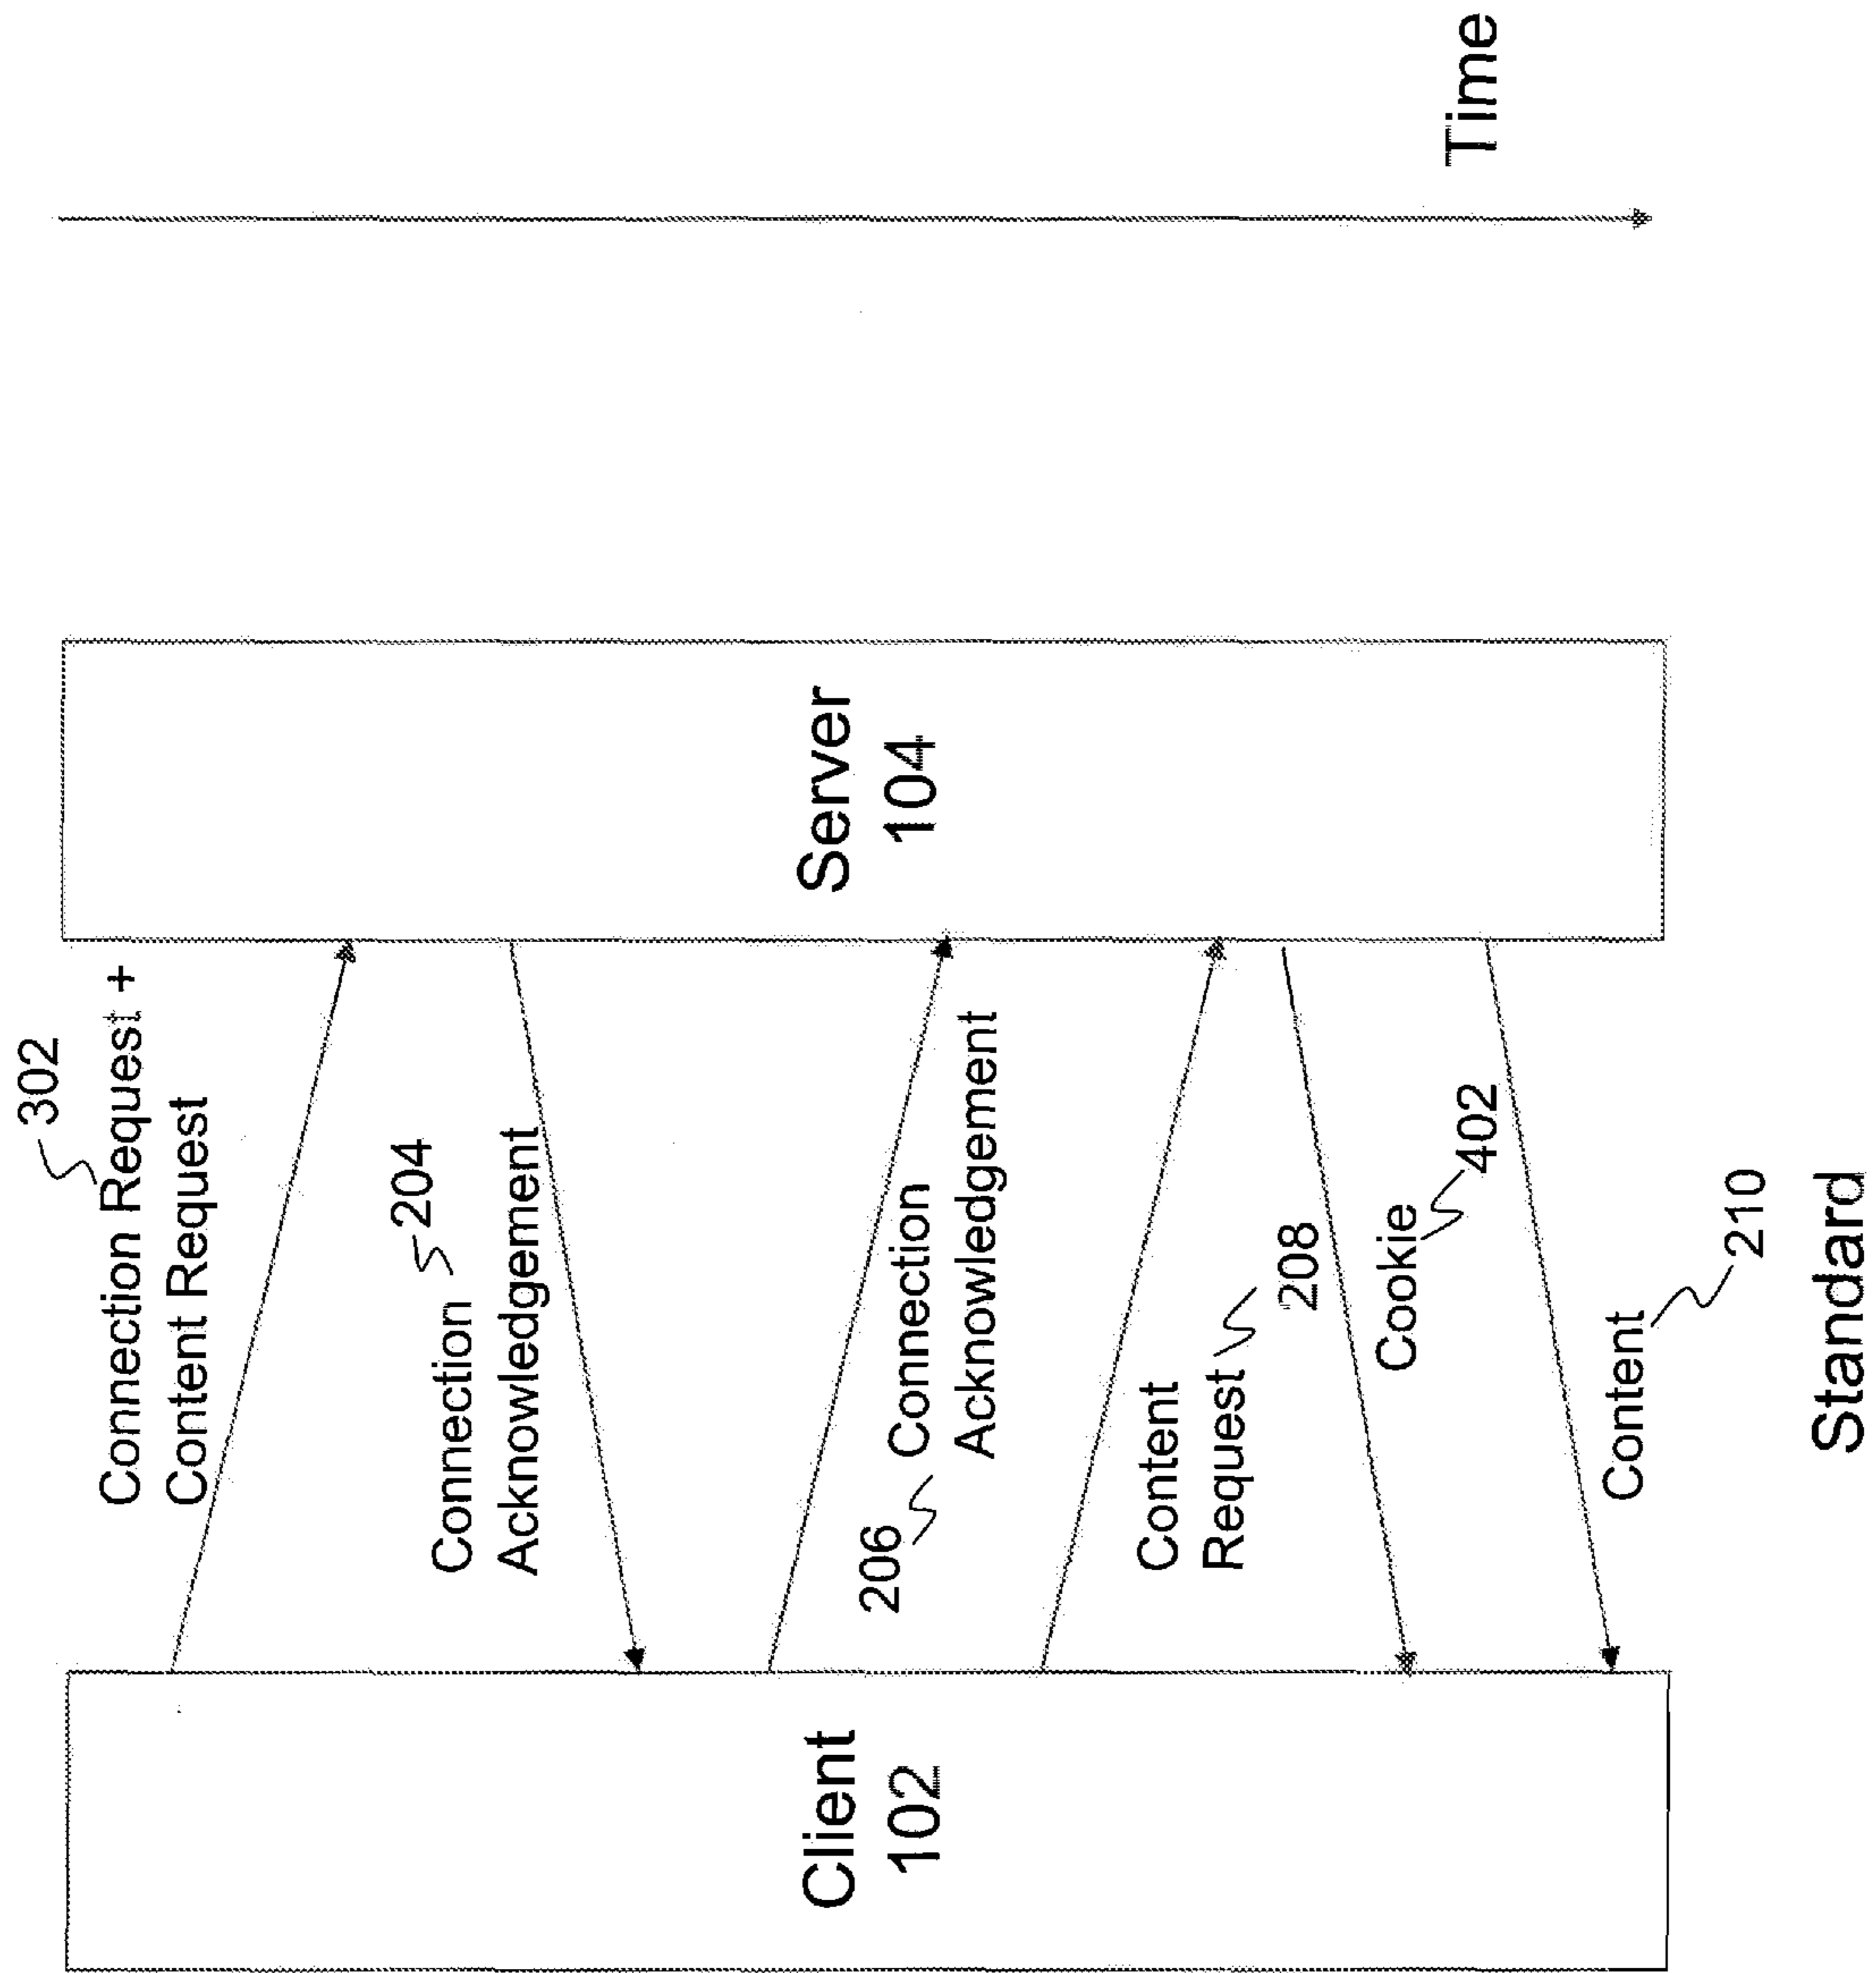 302
Connection Request +
Content Request
204
Connection
Acknowledgement
206
Connection
Acknowledgement
Content
Request
208
Cookie
402
Content
210
Client
102
Server
104
Time
Standard